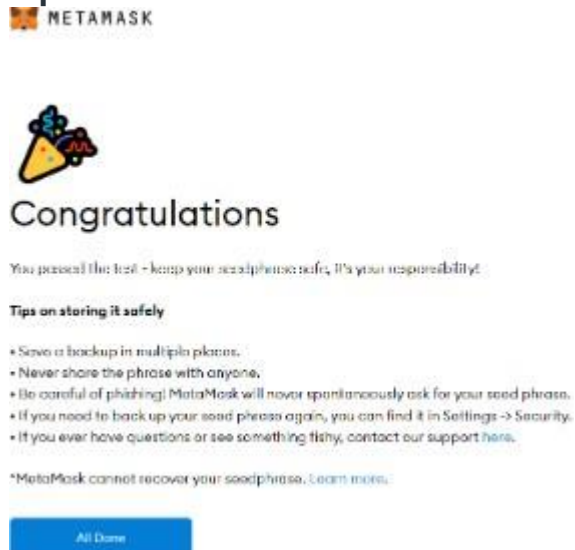 METAMASK
Congratulations
You passed the test - keep your seedphrase safe, it's your responsibility!
Tips on storing it safely
• Save a backup in multiple places.
• Never share the phrase with anyone.
• Be careful of phishing! MetaMask will never spontaneously ask for your seed phrase.
• If you need to back up your seed phrase again, you can find it in Settings -> Security.
• If you ever have questions or see something fishy, contact our support here.
*MetaMask cannot recover your seedphrase. Learn more.
All Done